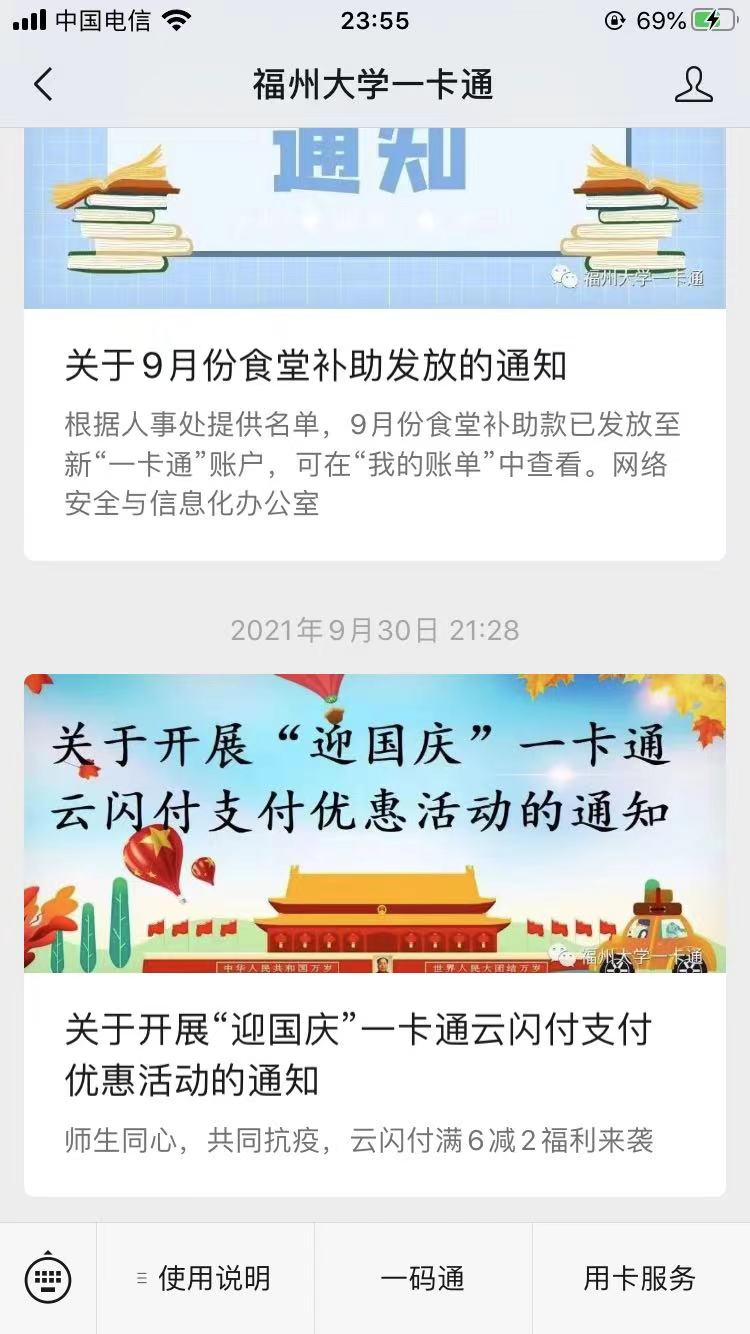 中国电信
23:55
69%
福州大学一卡通
通知
福州大学一卡通
关于9月份食堂补助发放的通知
根据人事处提供名单，9月份食堂补助款已发放至
新“一卡通”账户，可在“我的账单”中查看。网络
安全与信息化办公室
2021年9月30日 21:28
关于开展“迎国庆”一卡通
云闪付支付优惠活动的通知
中华人民共和国万岁
世界人民大团结万岁
福州大学一卡通
关于开展“迎国庆”一卡通云闪付支付
优惠活动的通知
师生同心，共同抗疫，云闪付满6减2福利来袭
使用说明
一码通
用卡服务